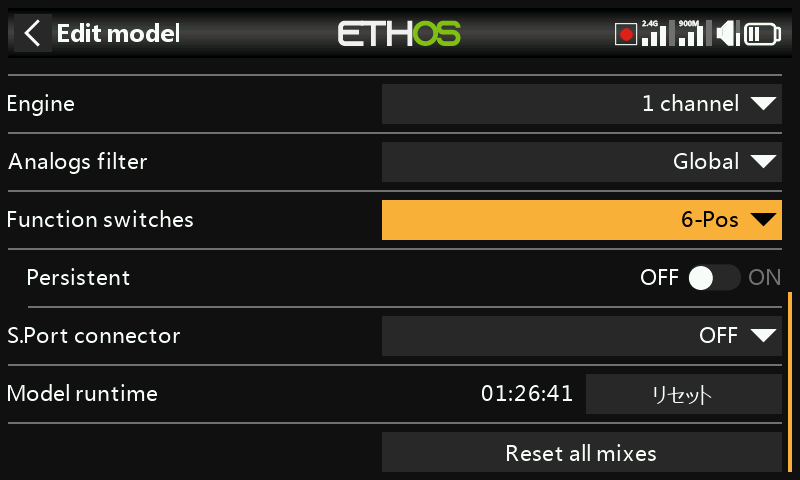 Edit model
ETHOS
2.4G
900M
Engine
1 channel
Analogs filter
Global
Function switches
6-Pos
Persistent
OFF
ON
S.Port connector
OFF
Model runtime
01:26:41
リセット
Reset all mixes